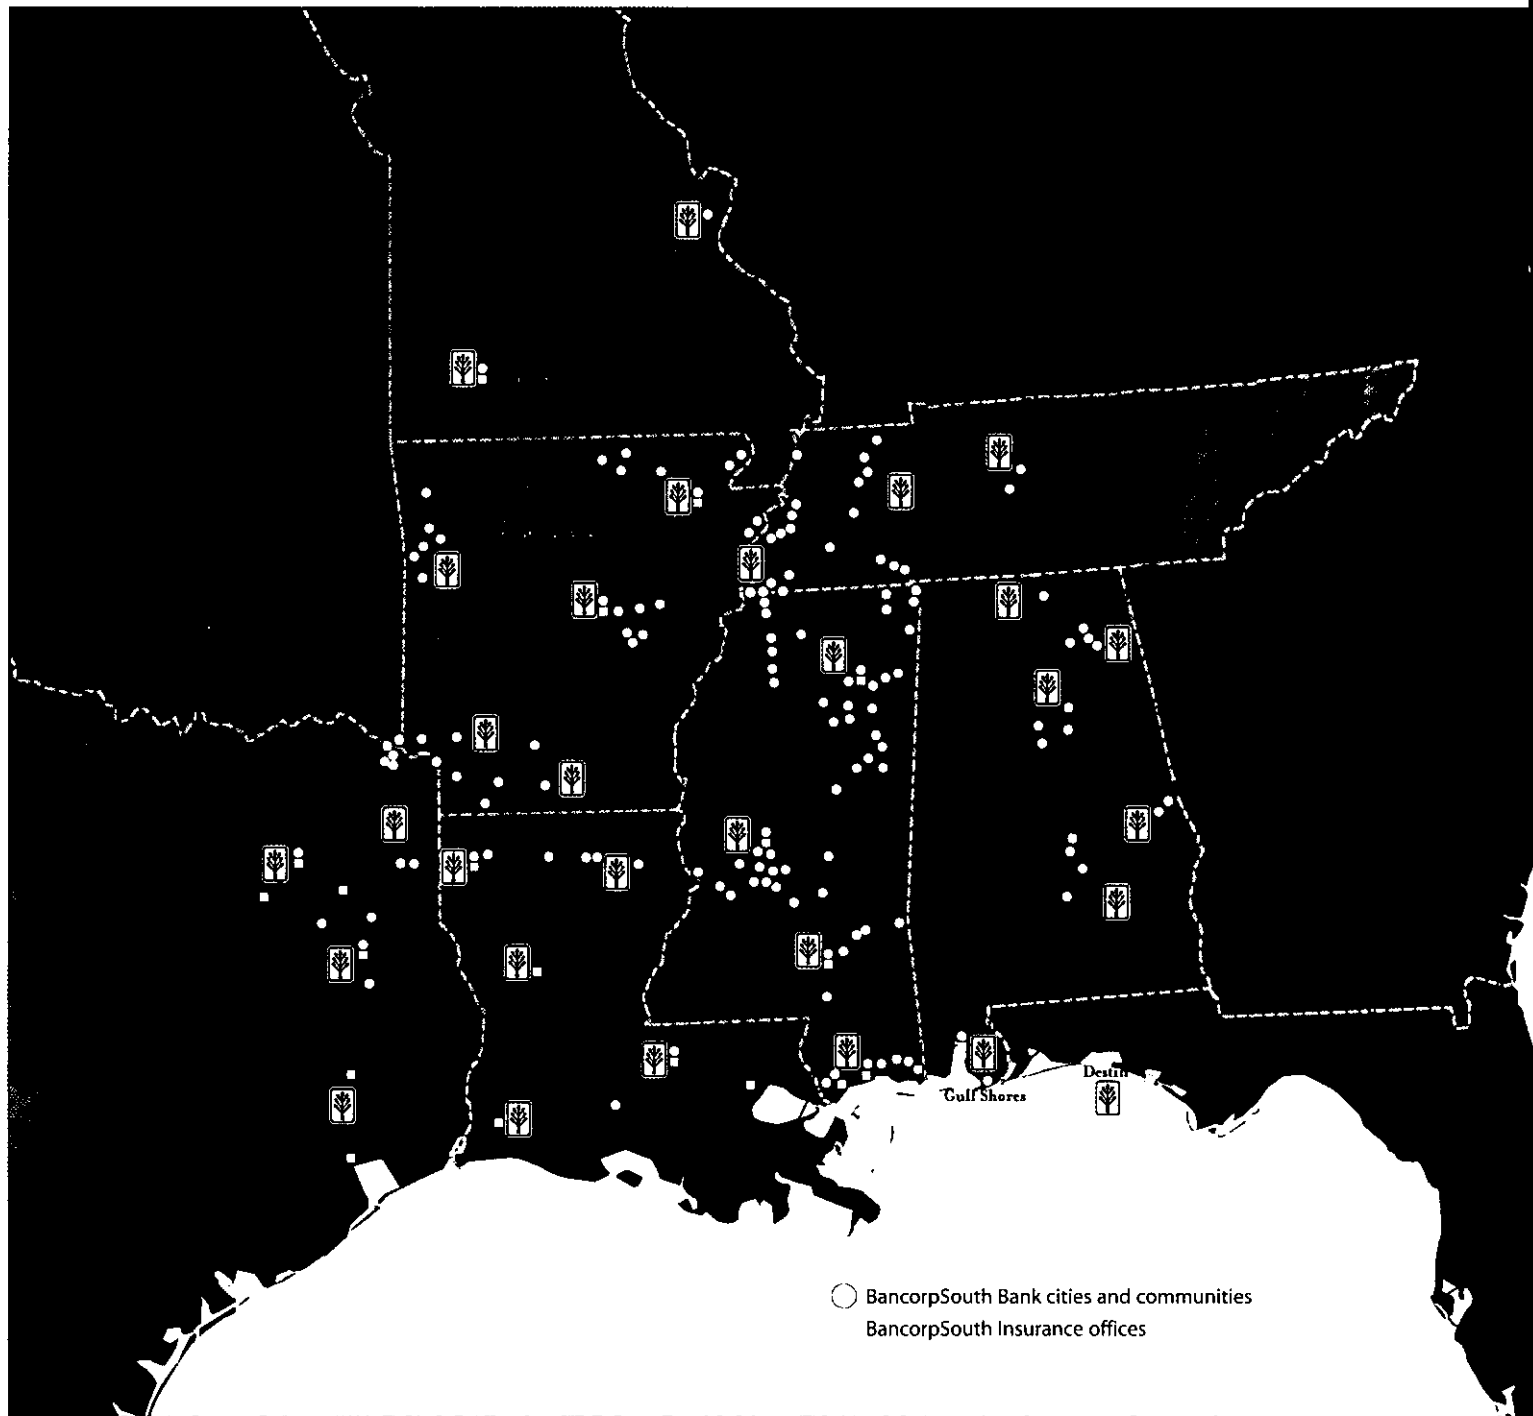 Destin
Gulf Shores
BancorpSouth Bank cities and communities
BancorpSouth Insurance offices